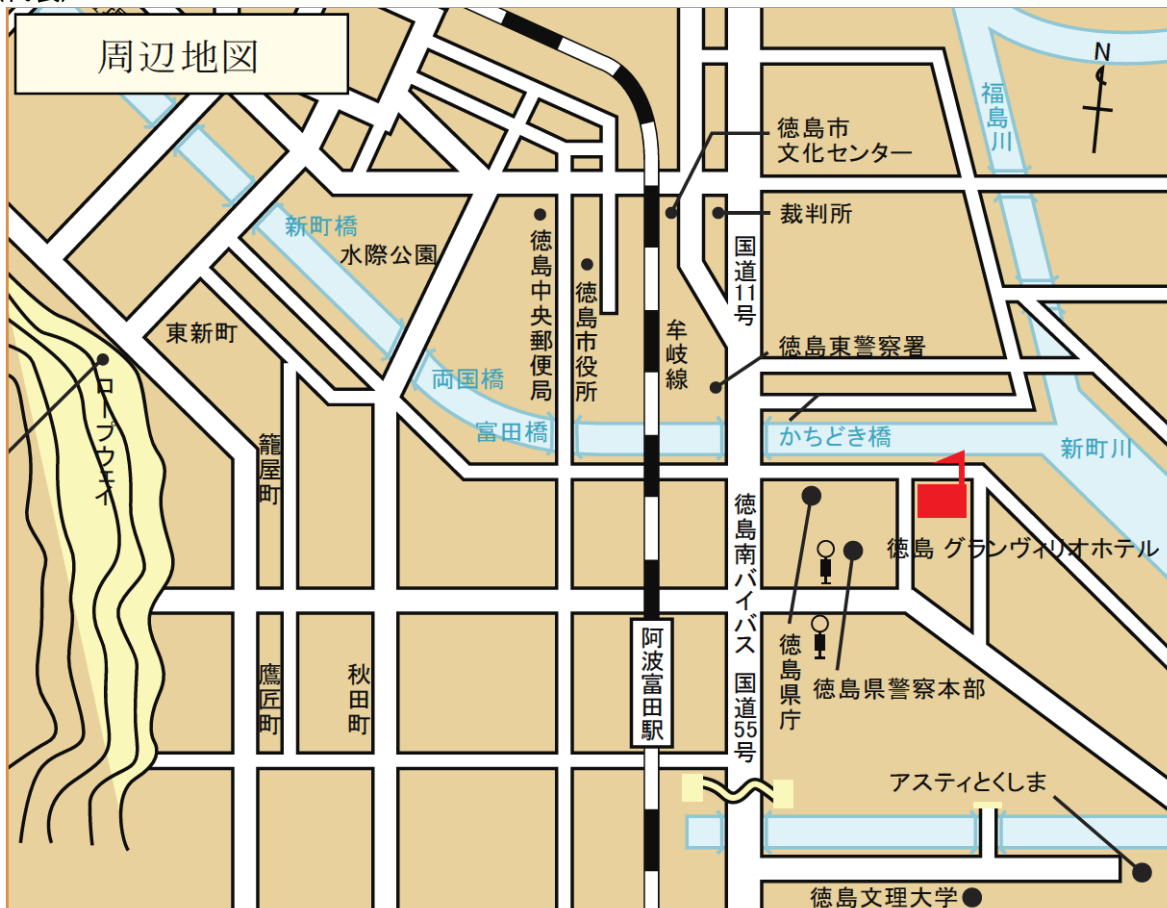 周辺地図
N
福島川
徳島市
文化センター
裁判所
新町橋
水際公園
国道11号
徳島中央郵便局
徳島市役所
牟岐線
東新町
徳島東警察署
ロープウェイ
両国橋
富田橋
かちどき橋
新町川
籠屋町
徳島南バイパス 国道55号
徳島 グランヴィリオホテル
阿波富田駅
徳島県庁
鷹匠町
秋田町
徳島県警察本部
アスティとくしま
徳島文理大学